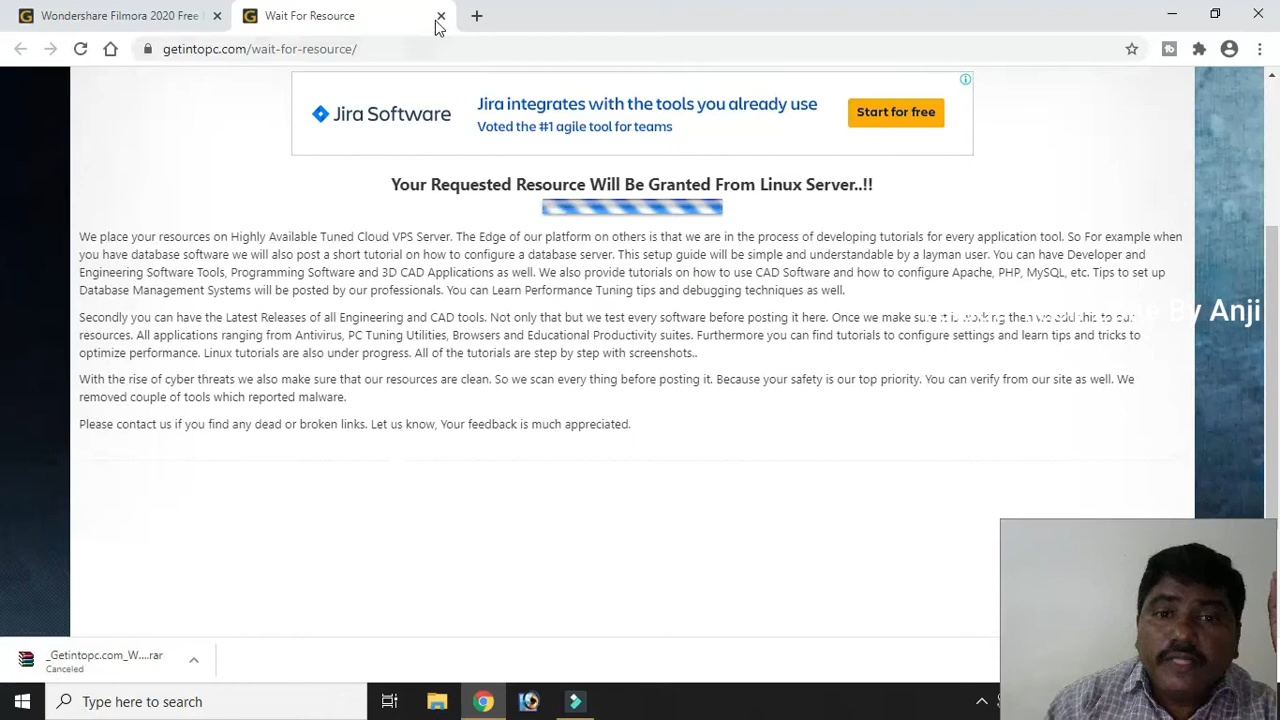 Wondershare Filmora 2020 Free
Wait For Resource
getintopc.com/wait-for-resource/
Jira Software
Jira integrates with the tools you already use
Voted the #1 agile tool for teams
Start for free
Your Requested Resource Will Be Granted From Linux Server..!!
We place your resources on Highly Available Tuned Cloud VPS Server. The Edge of our platform on others is that we are in the process of developing tutorials for every application tool. So For example when
you have database software we will also post a short tutorial on how to configure a database server. This setup guide will be simple and understandable by a layman user. You can have Developer and
Engineering Software Tools, Programming Software and 3D CAD Applications as well. We also provide tutorials on how to use CAD Software and how to configure Apache, PHP, MySQL, etc. Tips to set up
Database Management Systems will be posted by our professionals. You can Learn Performance Tuning tips and debugging techniques as well.
Secondly you can have the Latest Releases of all Engineering and CAD tools. Not only that but we test every software before posting it here. Once we make sure it is
By Anji
resources. All applications ranging from Antivirus, PC Tuning Utilities, Browsers and Educational Productivity suites. Furthermore you can find tutorials to configure settings and learn tips and tricks to
optimize performance. Linux tutorials are also under progress. All of the tutorials are step by step with screenshots..
With the rise of cyber threats we also make sure that our resources are clean. So we scan every thing before posting it. Because your safety is our top priority. You can verify from our site as well. We
removed couple of tools which reported malware.
Please contact us if you find any dead or broken links. Let us know, Your feedback is much appreciated.
_Getintopc.com_W....rar
Canceled
Type here to search